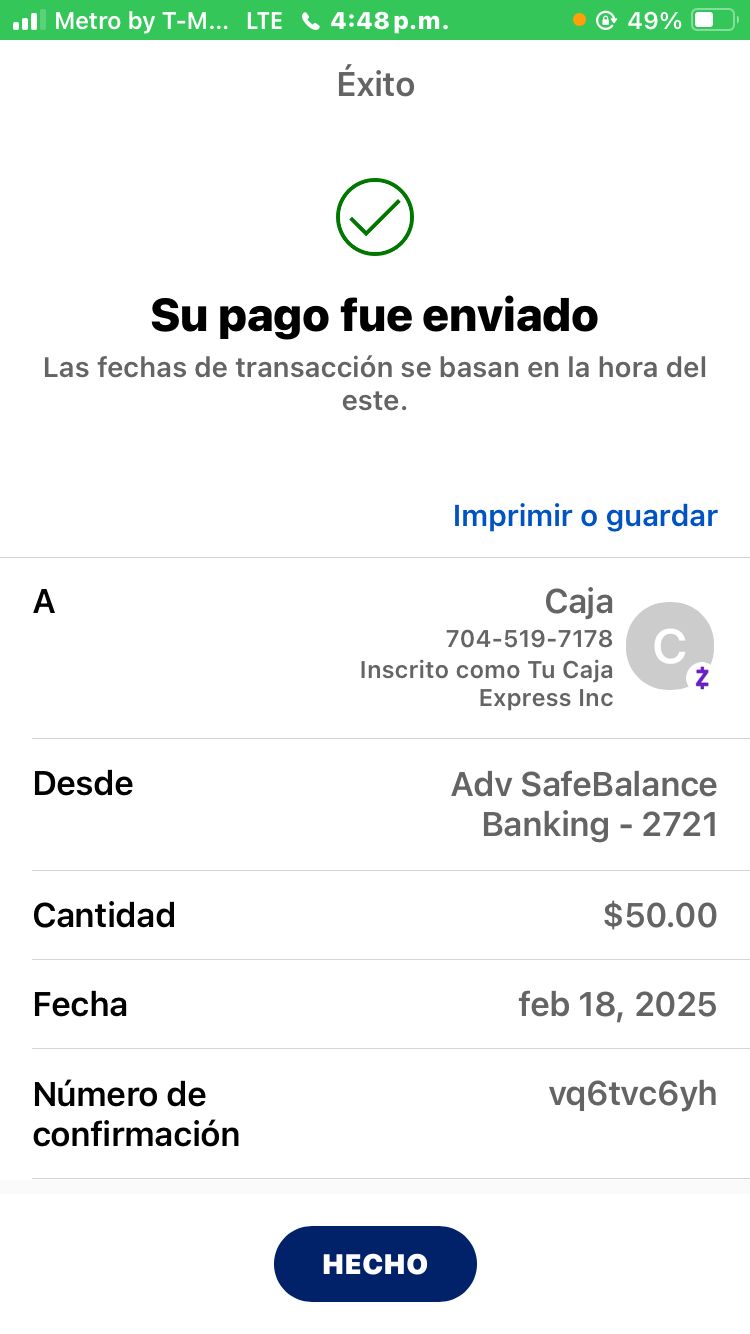 Metro by T-M... LTE 4:48 p.m. 49%
Éxito
Su pago fue enviado
Las fechas de transacción se basan en la hora del
este.
Imprimir o guardar
A
Caja
704-519-7178
Inscrito como Tu Caja
Express Inc
C
Desde
Adv SafeBalance
Banking - 2721
Cantidad
$50.00
Fecha
feb 18, 2025
Número de
confirmación
vq6tvc6yh
HECHO